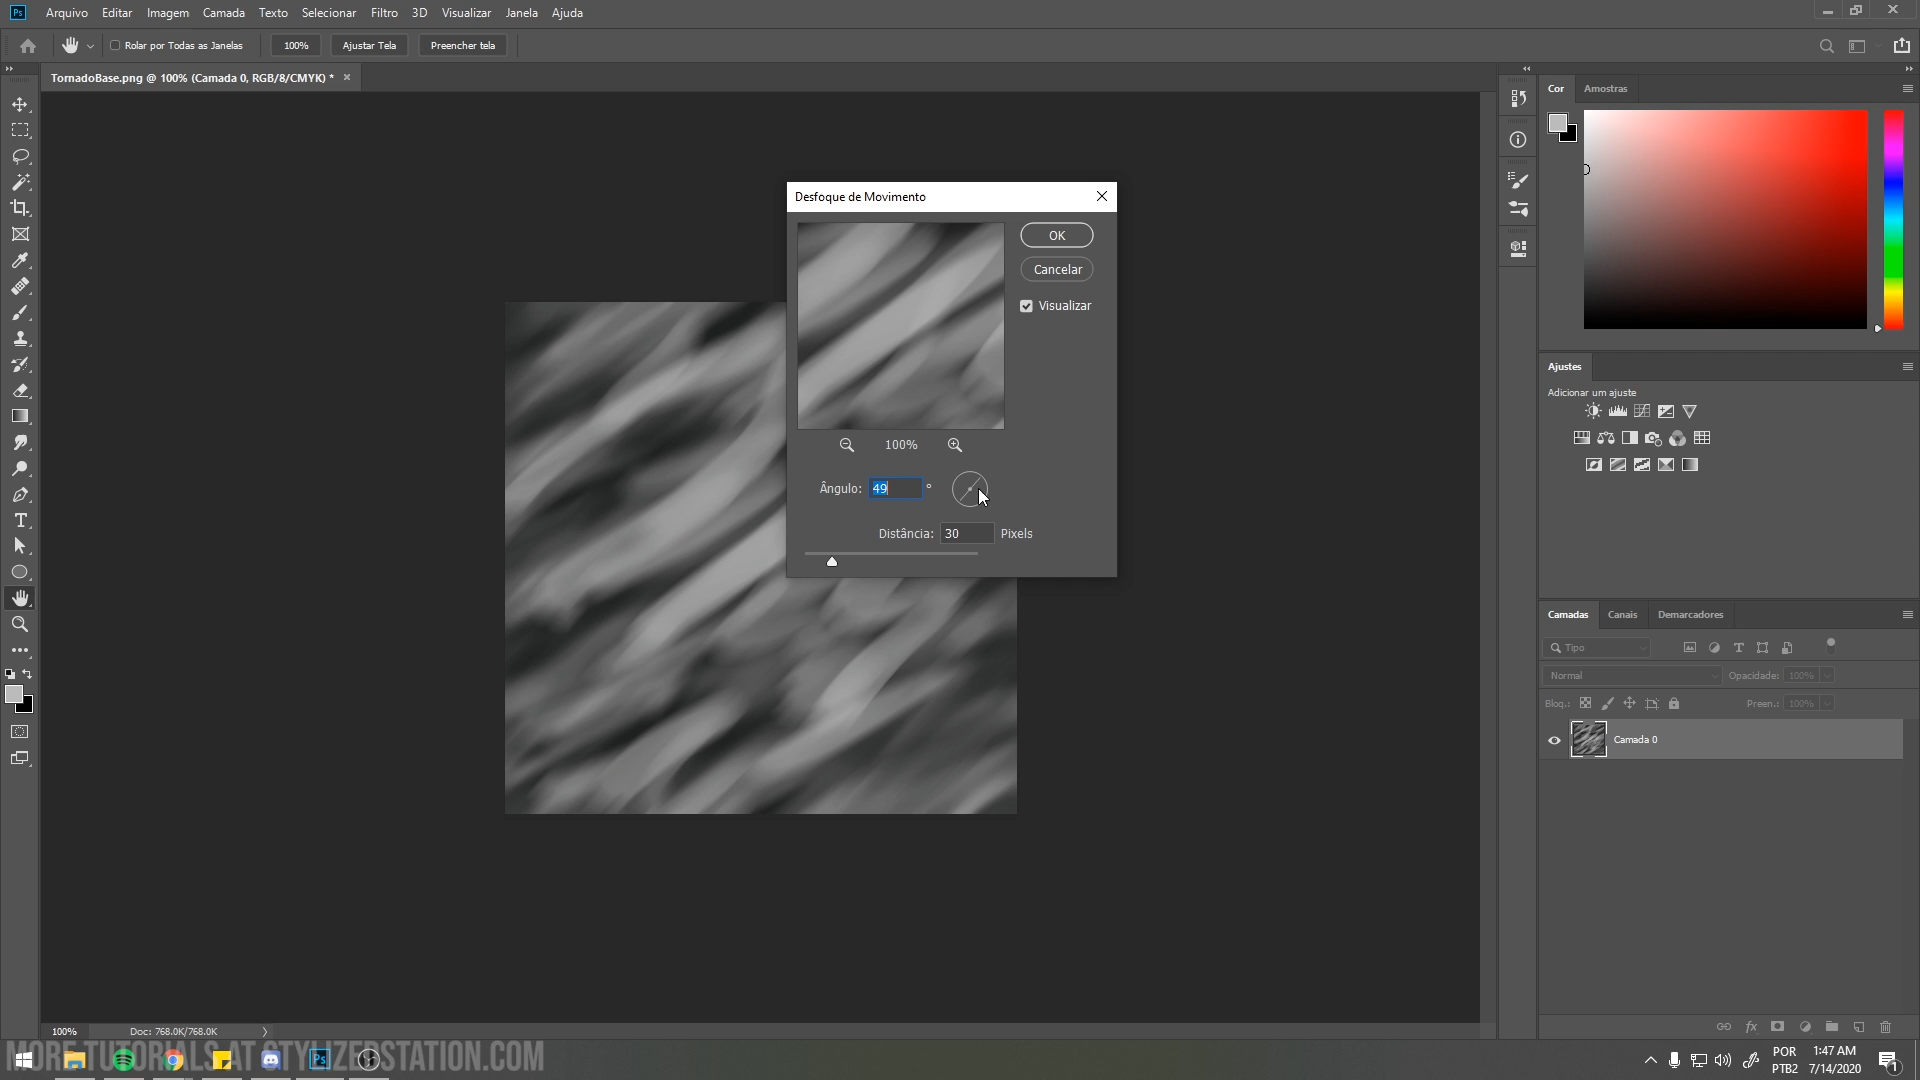 Ps Arquivo Editar Imagem Camada Texto Selecionar Filtro 3D Visualizar Janela Ajuda
Rolar por Todas as Janelas 100% Ajustar Tela Preencher tela
TornadoBase.png @ 100% (Camada 0, RGB/8/CMYK) *
Cor Amostras
Desfoque de Movimento
OK
Cancelar
Visualizar
100%
Ângulo: 49 °
Distância: 30 Pixels
Ajustes
Adicionar um ajuste
Camadas Canais Demarcadores
Tipo
Normal Opacidade: 100%
Bloq.: Preen.: 100%
Camada 0
100% Doc: 768.0K/768.0K
MORE TUTORIALS AT STYLIZEDSTATION.COM
Ps
POR
PTB2
1:47 AM
7/14/2020
1